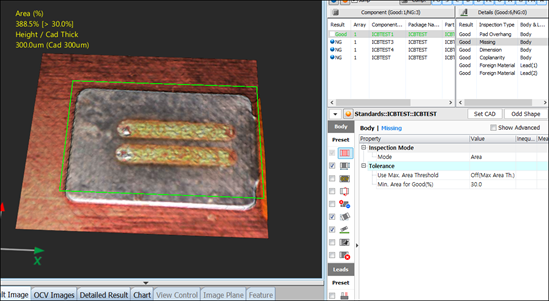 Area (%)
388.5% [> 30.0%]
Height / Cad Thick
300.0um (Cad 300um)
X
Component (Good:1/NG:3)
Details (Good:6/NG:0)
Result Array Component... Package Na... Part
Good 1 ICBTEST1 ICBTEST
NG 1 ICBTEST3 ICBTEST
NG 1 ICBTEST4 ICBTEST
NG 1 ICBTEST
Result Inspection Type Body & L...
Good Pad Overhang Body
Good Missing Body
Good Dimension Body
Good Coplanarity Body
Good Foreign Material Lead(1)
Good Foreign Material Lead(2)
Standards::ICBTEST::ICBTEST
Set CAD
Odd Shape
Body
Preset
Leads
Preset
Body | Missing
Show Advanced
Property Value Inequ... Mea
Inspection Mode
Mode Area
Tolerance
Use Max. Area Threshold Off(Max Area Th.)
Min. Area for Good(%) 30.0
lt Image OCV Images Detailed Result Chart View Control Image Plane Feature